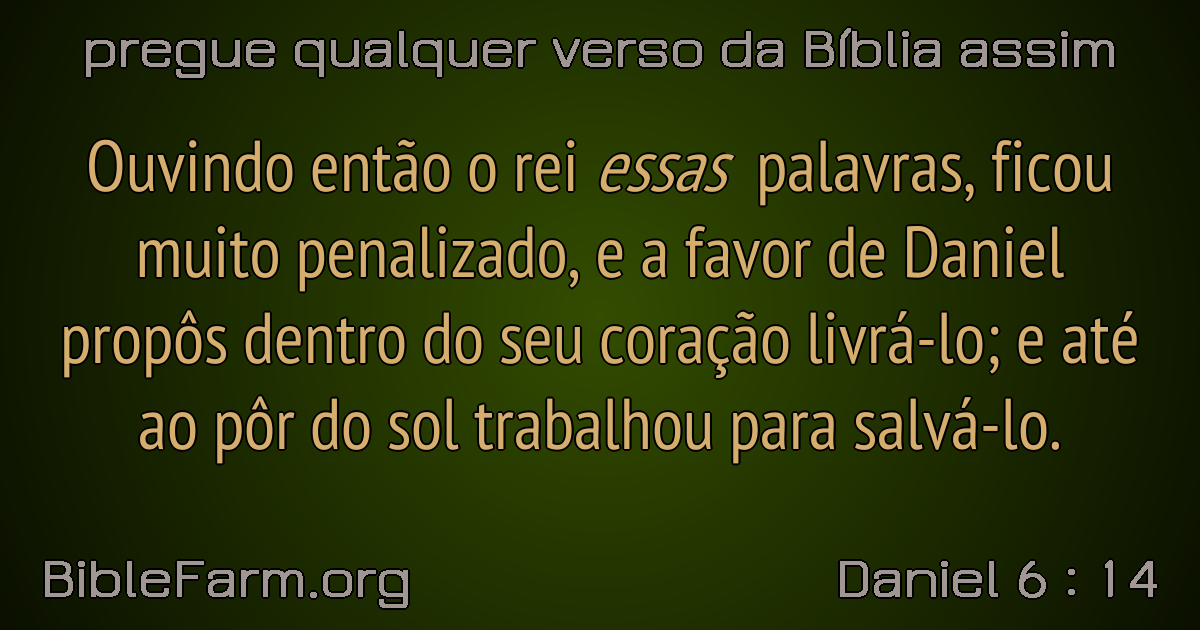 pregue qualquer verso da Bíblia assim
Ouvindo então o rei essas palavras, ficou
muito penalizado, e a favor de Daniel
propôs dentro do seu coração livrá-lo; e até
ao pôr do sol trabalhou para salvá-lo.
BibleFarm.org
Daniel 6 : 14